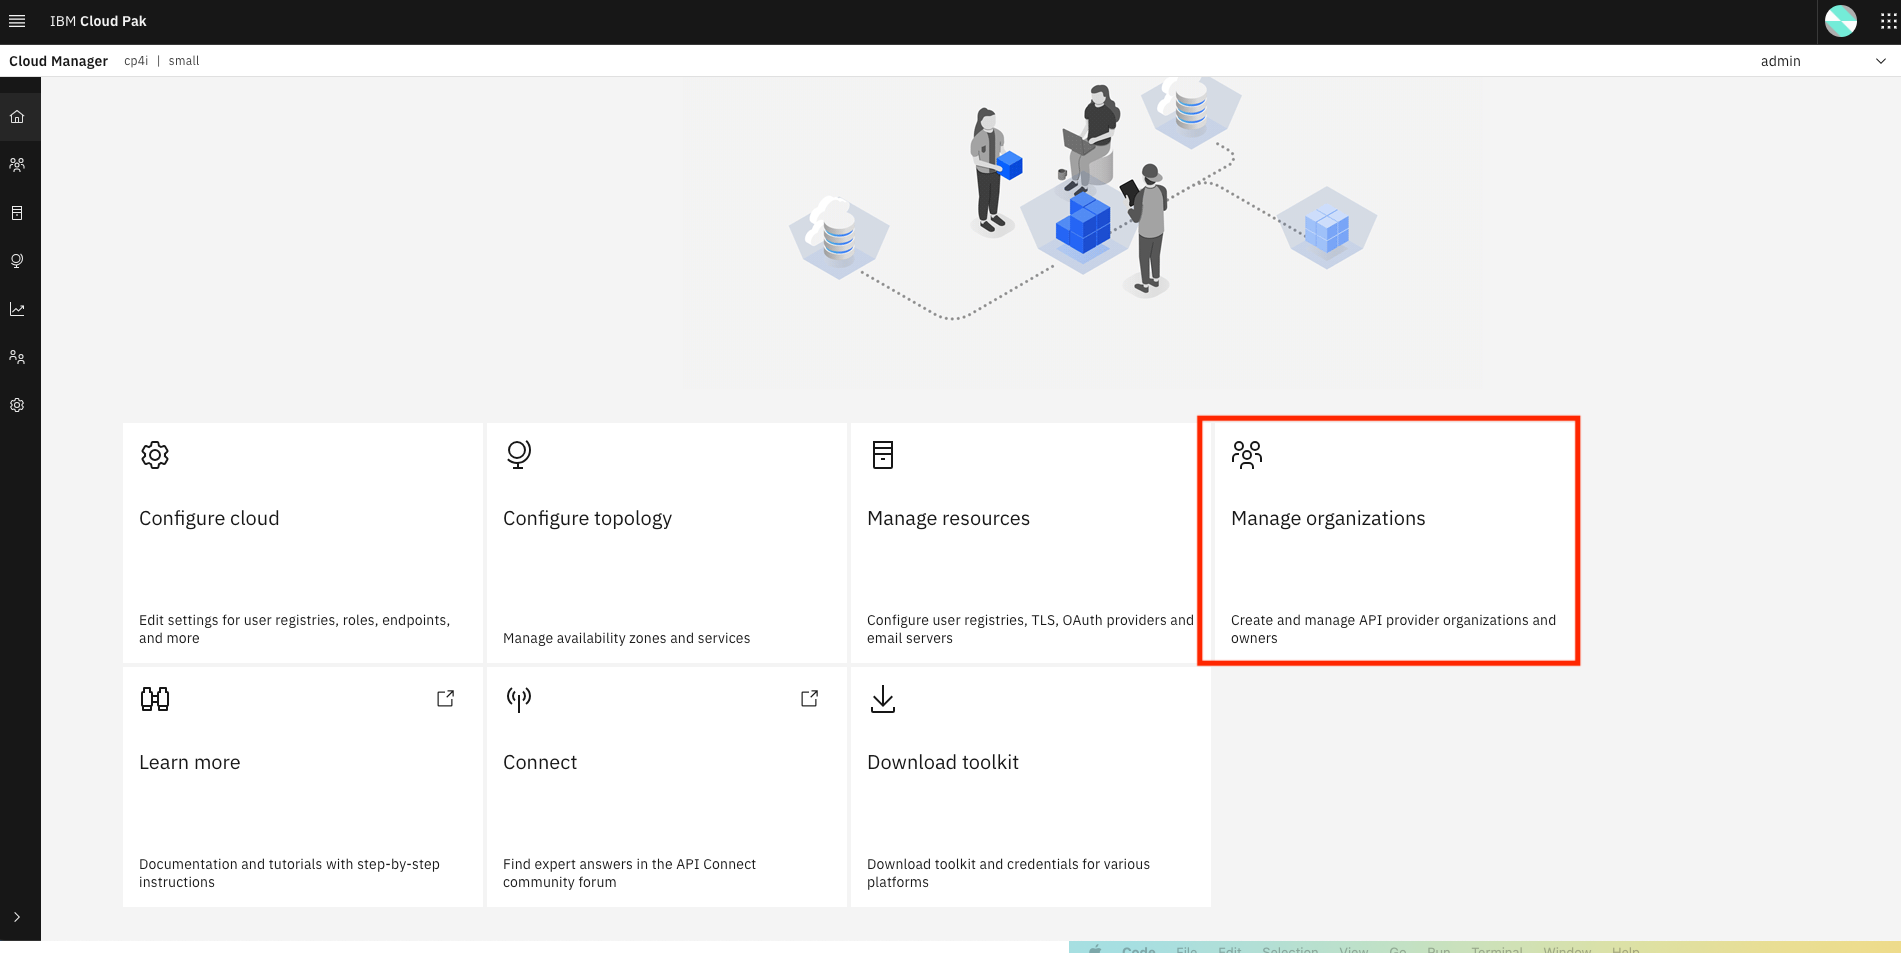 IBM Cloud Pak
Cloud Manager cp4i | small
admin
Configure cloud
Edit settings for user registries, roles, endpoints,
and more
Configure topology
Manage availability zones and services
Manage resources
Configure user registries, TLS, OAuth providers and
email servers
Manage organizations
Create and manage API provider organizations and
owners
Learn more
Documentation and tutorials with step-by-step
instructions
Connect
Find expert answers in the API Connect
community forum
Download toolkit
Download toolkit and credentials for various
platforms
Code File Edit Selection View Go Run Terminal Window Help